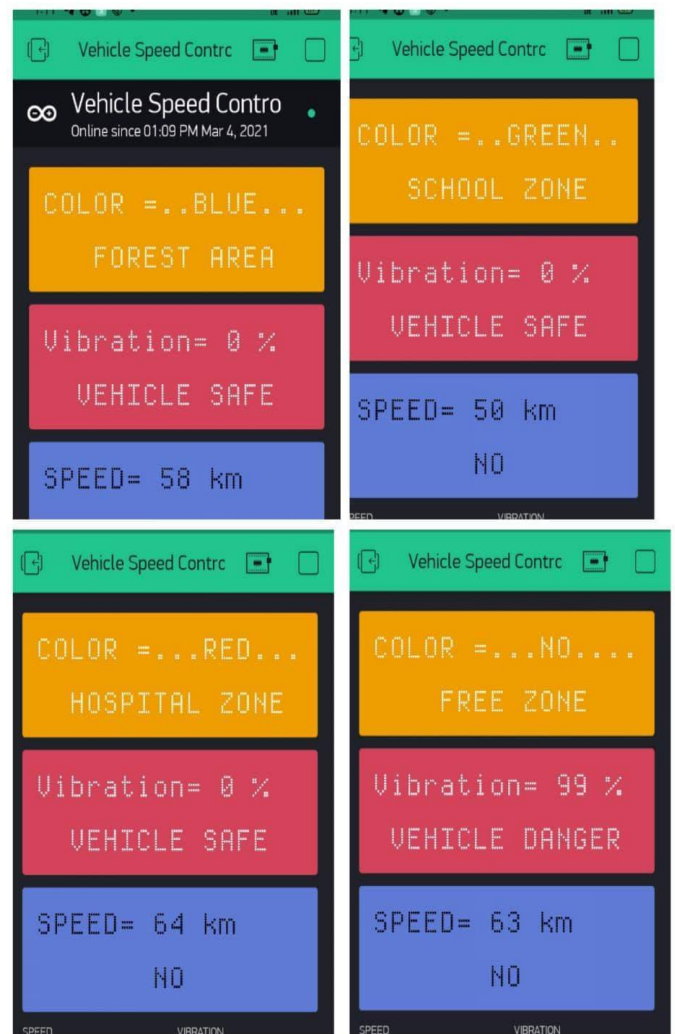 Vehicle Speed Contrc
Vehicle Speed Contro
Online since 01:09 PM Mar 4, 2021
COLOR =..BLUE...
FOREST AREA
Vibration= 0 %
VEHICLE SAFE
SPEED= 58 km
Vehicle Speed Contrc
COLOR =..GREEN..
SCHOOL ZONE
Vibration= 0 %
VEHICLE SAFE
SPEED= 50 km
NO
VIBRATION
Vehicle Speed Contrc
COLOR =...RED...
HOSPITAL ZONE
Vibration= 0 %
VEHICLE SAFE
SPEED= 64 km
NO
SPEED VIBRATION
Vehicle Speed Contrc
COLOR =...NO....
FREE ZONE
Vibration= 99 %
VEHICLE DANGER
SPEED= 63 km
NO
SPEED VIBRATION